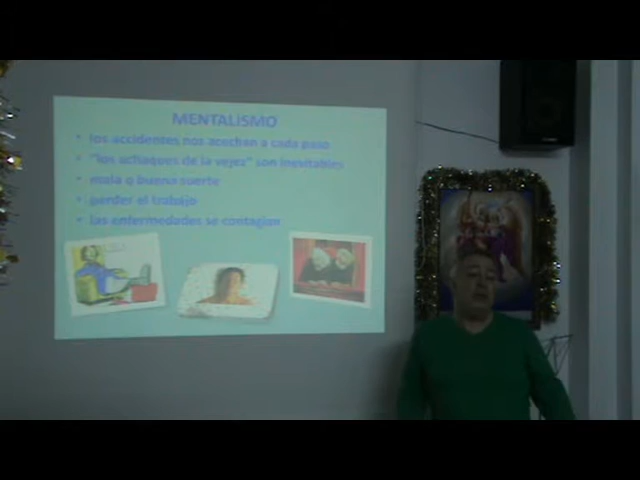 MENTALISMO
• los accidentes nos acechan a cada paso
• "los achaques de la vejez" son inevitables
• mala o buena suerte
• perder el trabajo
• las enfermedades se contagian